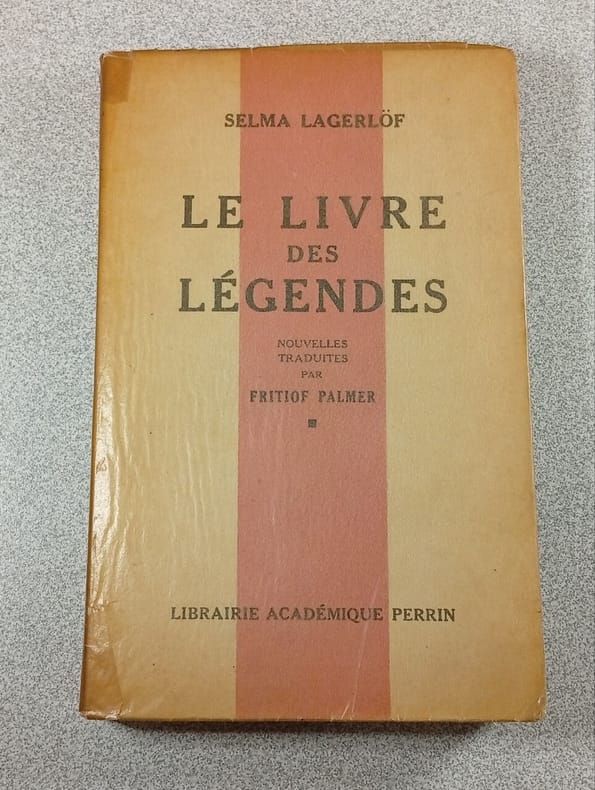 SELMA LAGERLÖF
LE LIVRE
DES
LÉGENDES
NOUVELLES
TRADUITES
PAR
FRITIOF PALMER
LIBRAIRIE ACADÉMIQUE PERRIN